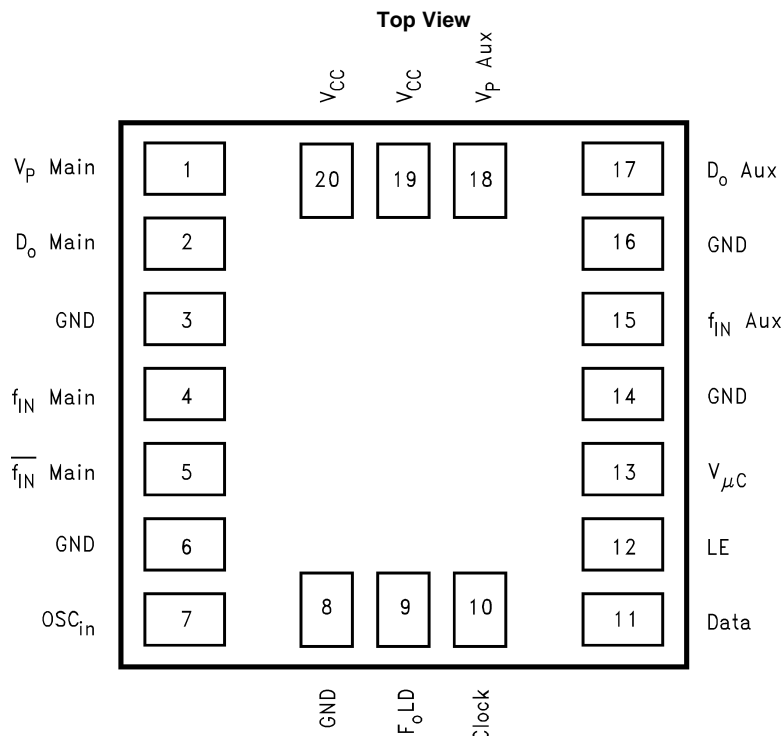 Top View
V_CC
V_CC
V_P Aux
V_P Main
1
20
19
18
17
D_o Aux
D_o Main
2
16
GND
GND
3
15
f_IN Aux
f_IN Main
4
14
GND
f̅_I̅N̅ Main
5
13
V_μC
GND
6
12
LE
OSC_in
7
8
9
10
11
Data
GND
F_oLD
Clock